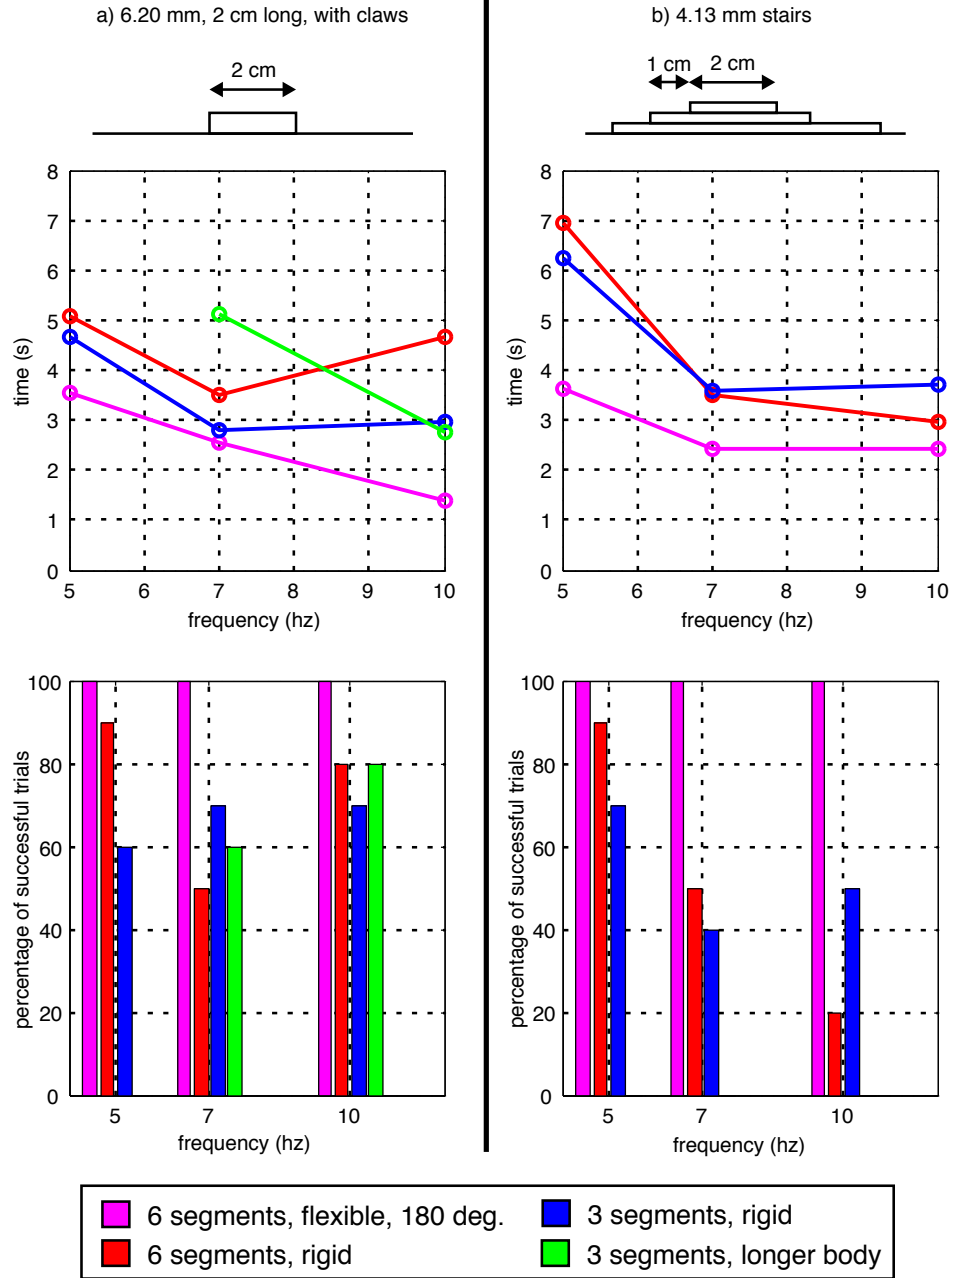 a) 6.20 mm, 2 cm long, with claws
2 cm
8
7
6
5
4
3
2
1
0
time (s)
5 6 7 8 9 10
frequency (hz)
100
80
60
40
20
0
percentage of successful trials
5 7 10
frequency (hz)
b) 4.13 mm stairs
1 cm 2 cm
8
7
6
5
4
3
2
1
0
time (s)
5 6 7 8 9 10
frequency (hz)
100
80
60
40
20
0
percentage of successful trials
5 7 10
frequency (hz)
6 segments, flexible, 180 deg.
6 segments, rigid
3 segments, rigid
3 segments, longer body